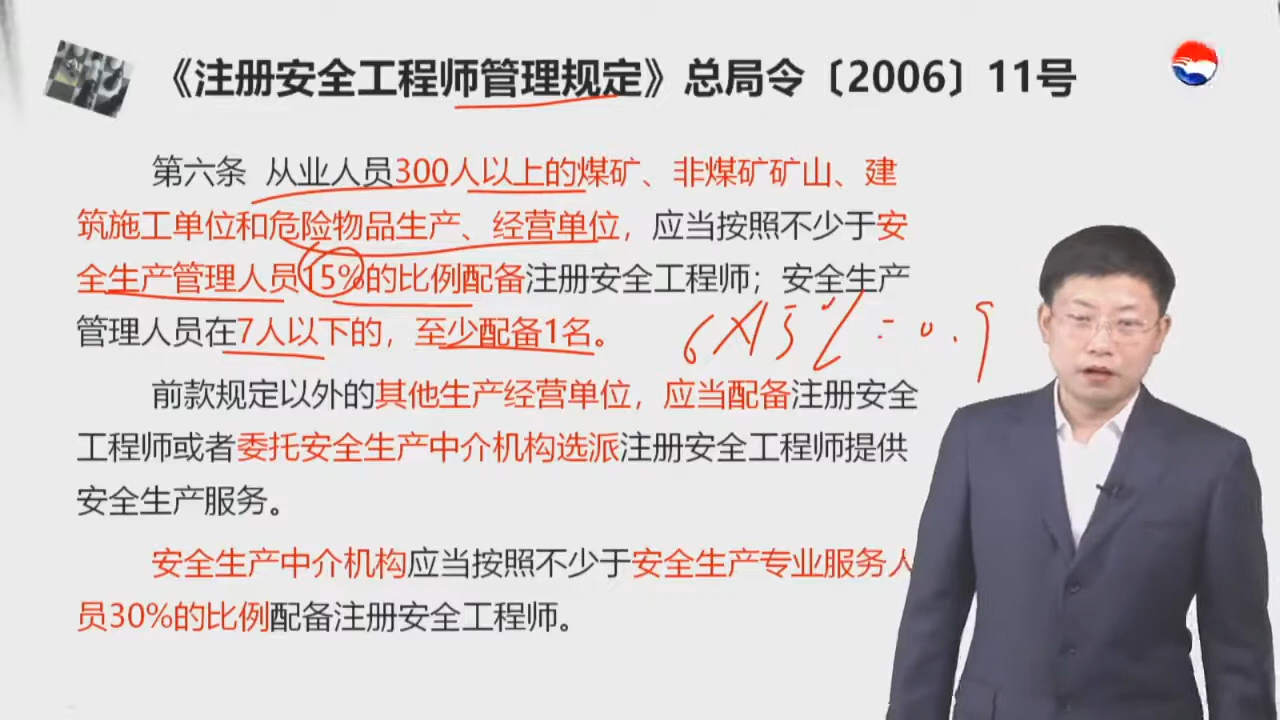 《注册安全工程师管理规定》总局令〔2006〕11号
第六条 从业人员300人以上的煤矿、非煤矿矿山、建
筑施工单位和危险物品生产、经营单位，应当按照不少于安
全生产管理人员15%的比例配备注册安全工程师；安全生产
管理人员在7人以下的，至少配备1名。
6×15%=0.9
前款规定以外的其他生产经营单位，应当配备注册安全
工程师或者委托安全生产中介机构选派注册安全工程师提供
安全生产服务。
安全生产中介机构应当按照不少于安全生产专业服务人
员30%的比例配备注册安全工程师。